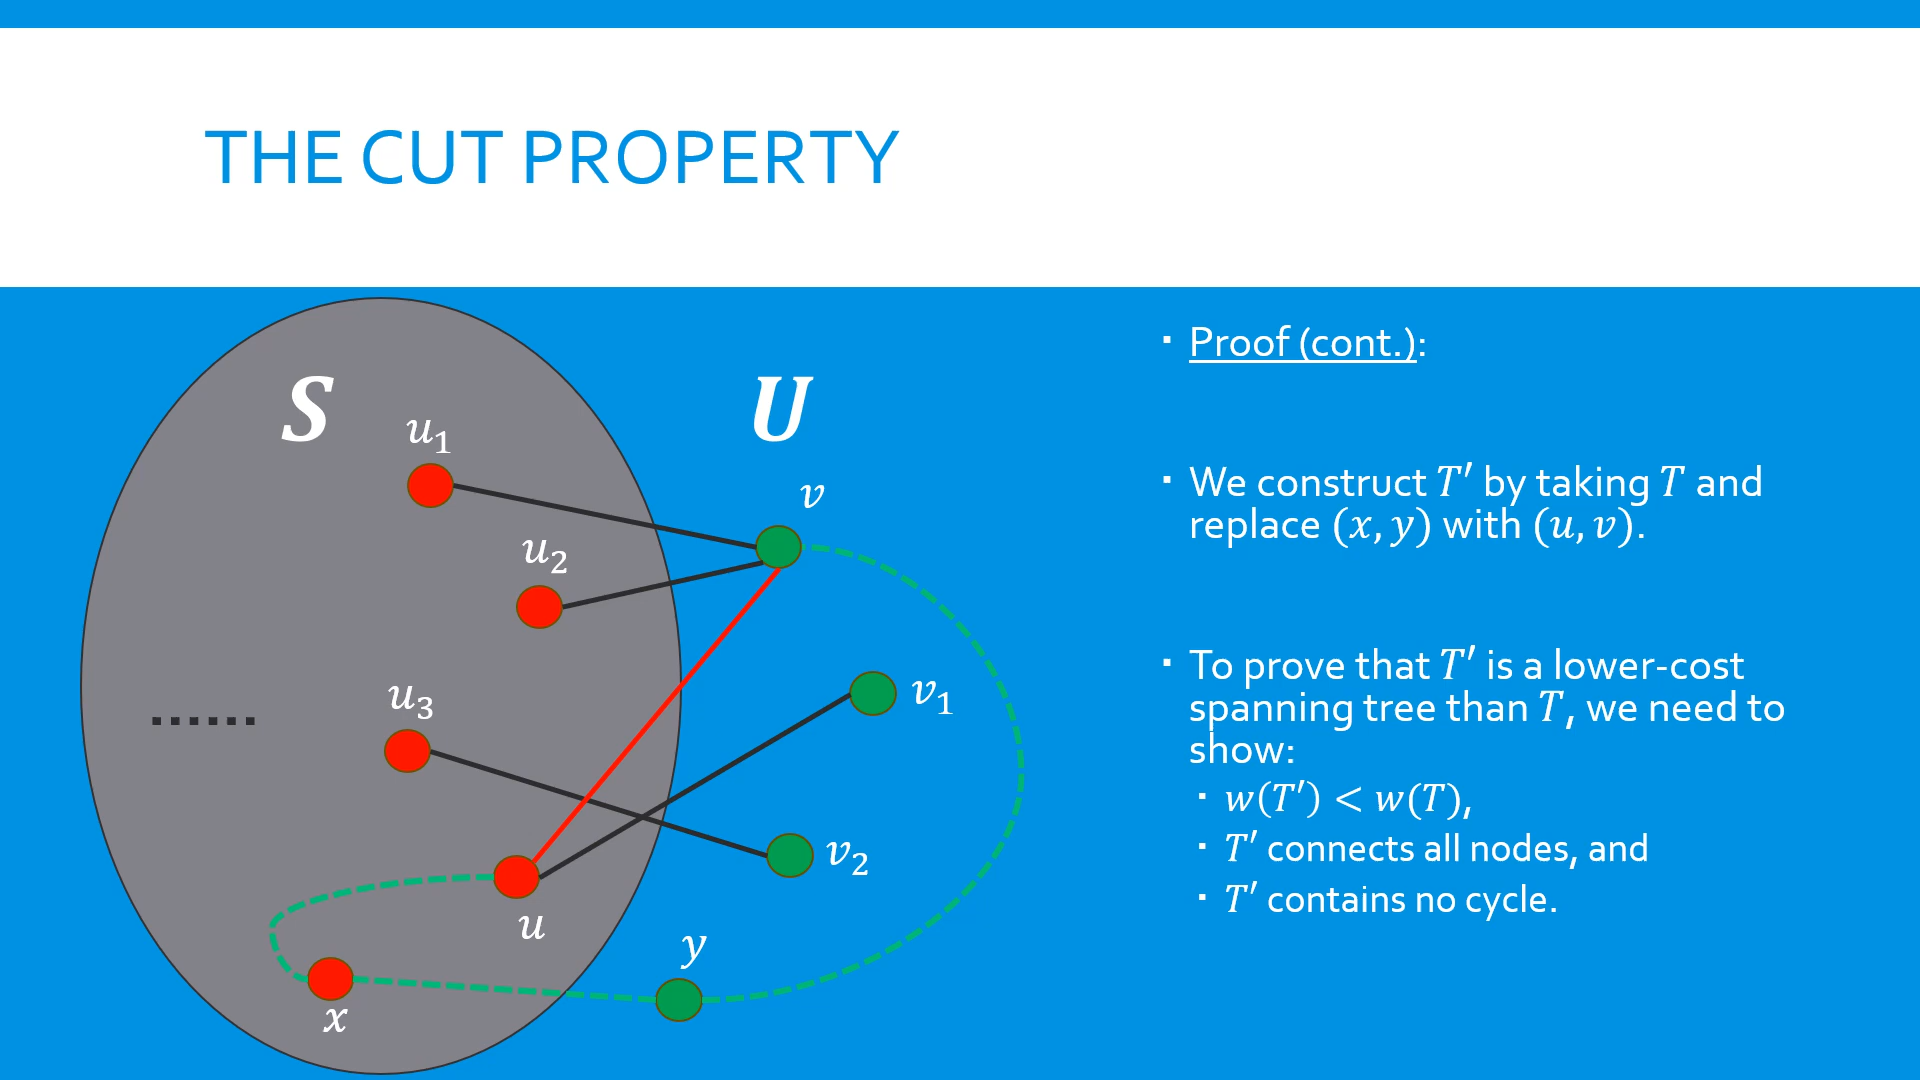 THE CUT PROPERTY
S
U
u₁
v
u₂
u₃
v₁
......
v₂
u
y
x
▪ Proof (cont.):
▪ We construct T′ by taking T and
replace (x, y) with (u, v).
▪ To prove that T′ is a lower-cost
spanning tree than T, we need to
show:
▪ w(T′) < w(T),
▪ T′ connects all nodes, and
▪ T′ contains no cycle.